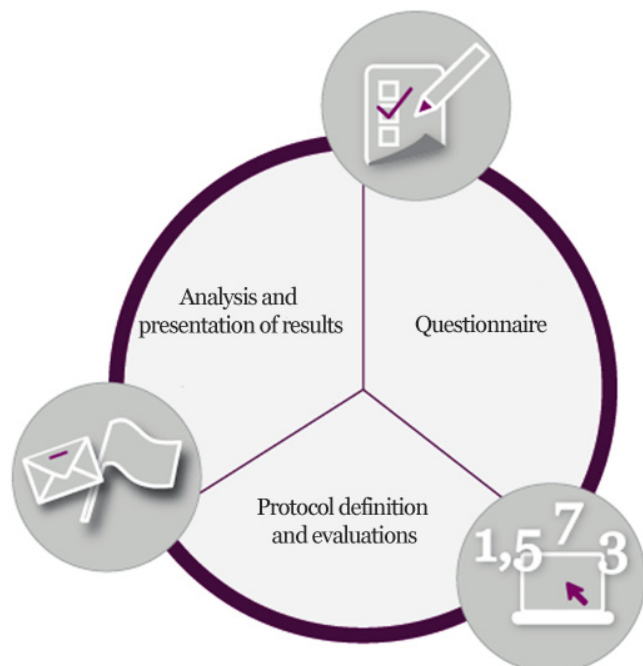 Analysis and
presentation of results
Questionnaire
Protocol definition
and evaluations
1,5 7 3